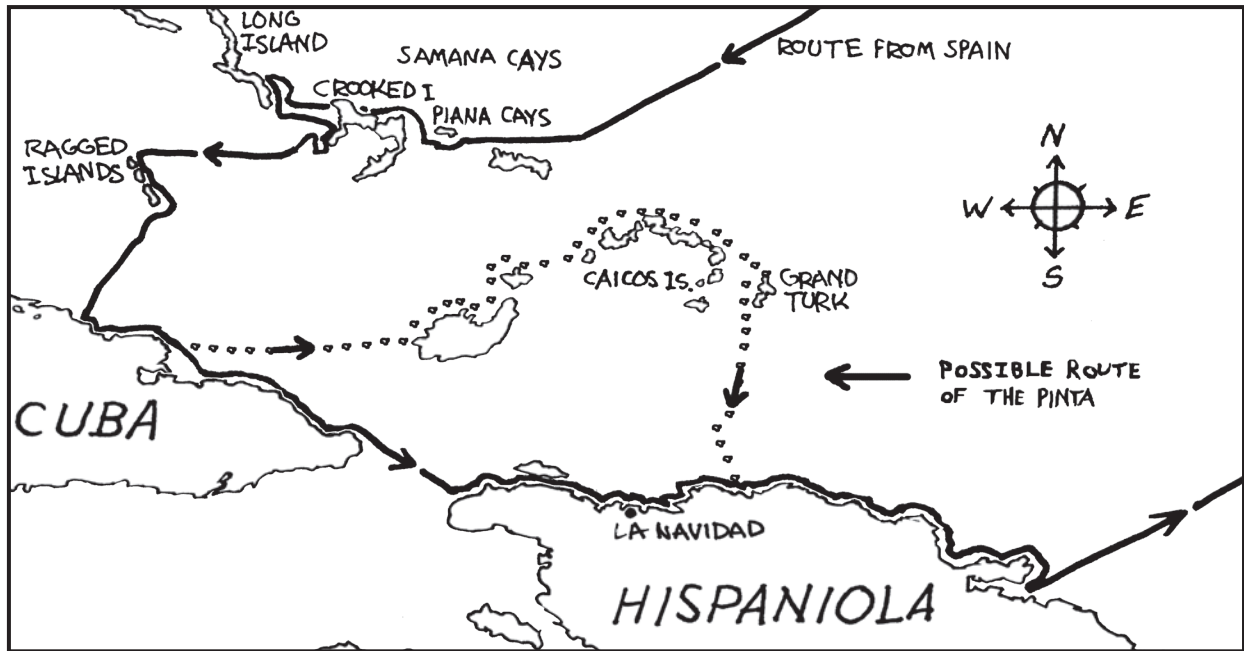 LONG
ISLAND
SAMANA CAYS
ROUTE FROM SPAIN
CROOKED I
PIANA CAYS
RAGGED
ISLANDS
N
W
E
S
CAICOS IS.
GRAND
TURK
POSSIBLE ROUTE
OF THE PINTA
CUBA
LA NAVIDAD
HISPANIOLA